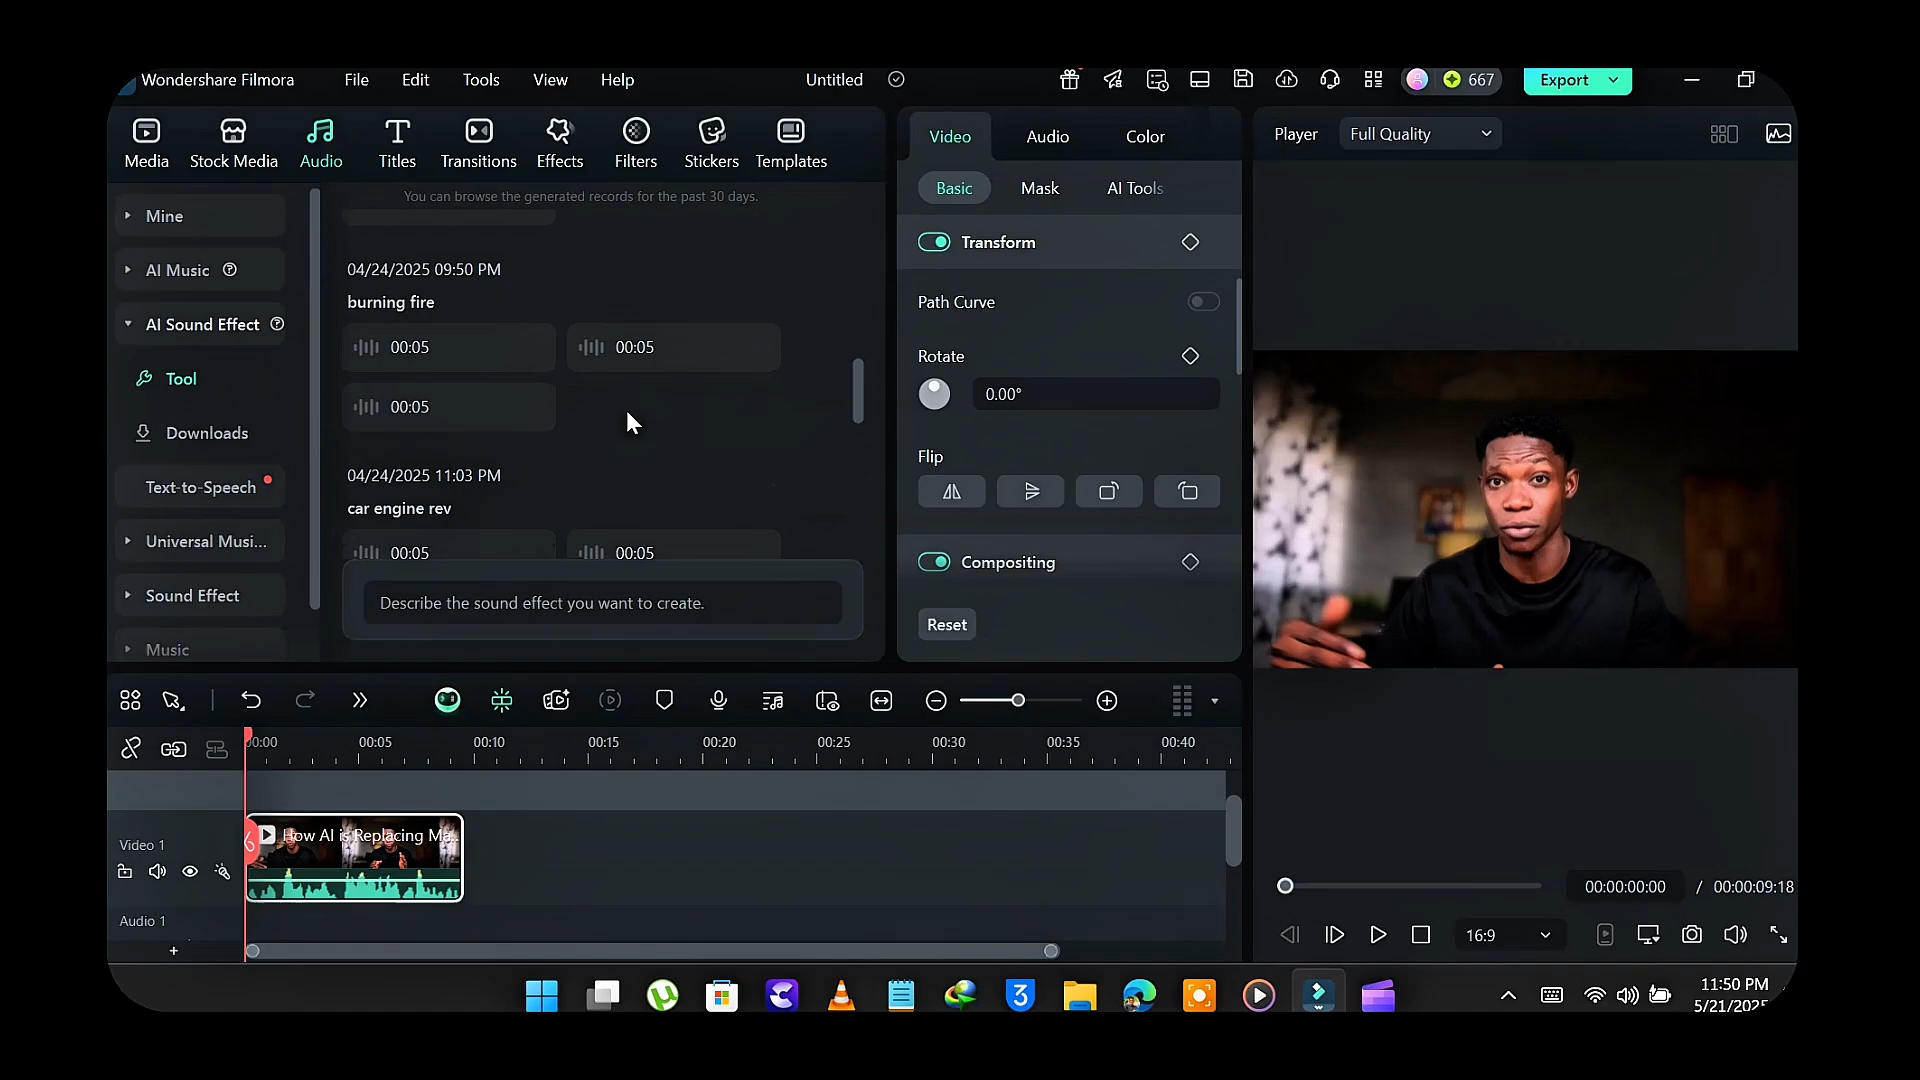 Wondershare Filmora File Edit Tools View Help Untitled 667 Export
Media Stock Media Audio Titles Transitions Effects Filters Stickers Templates
Mine
AI Music
AI Sound Effect
Tool
Downloads
Text-to-Speech
Universal Musi...
Sound Effect
Music
You can browse the generated records for the past 30 days.
04/24/2025 09:50 PM
burning fire
00:05 00:05
00:05
04/24/2025 11:03 PM
car engine rev
00:05 00:05
Describe the sound effect you want to create.
Video Audio Color
Basic Mask AI Tools
Transform
Path Curve
Rotate
0.00°
Flip
Compositing
Reset
Player Full Quality
00:00:00:00 / 00:00:09:18
16:9
00:00 00:05 00:10 00:15 00:20 00:25 00:30 00:35 00:40
How AI is Replacing Ma...
Video 1
Audio 1
3
11:50 PM
5/21/2025